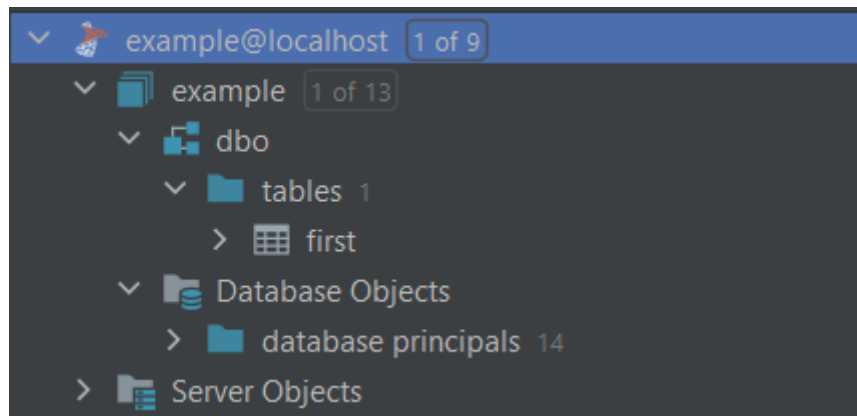 example@localhost 1 of 9
example 1 of 13
dbo
tables 1
first
Database Objects
database principals 14
Server Objects